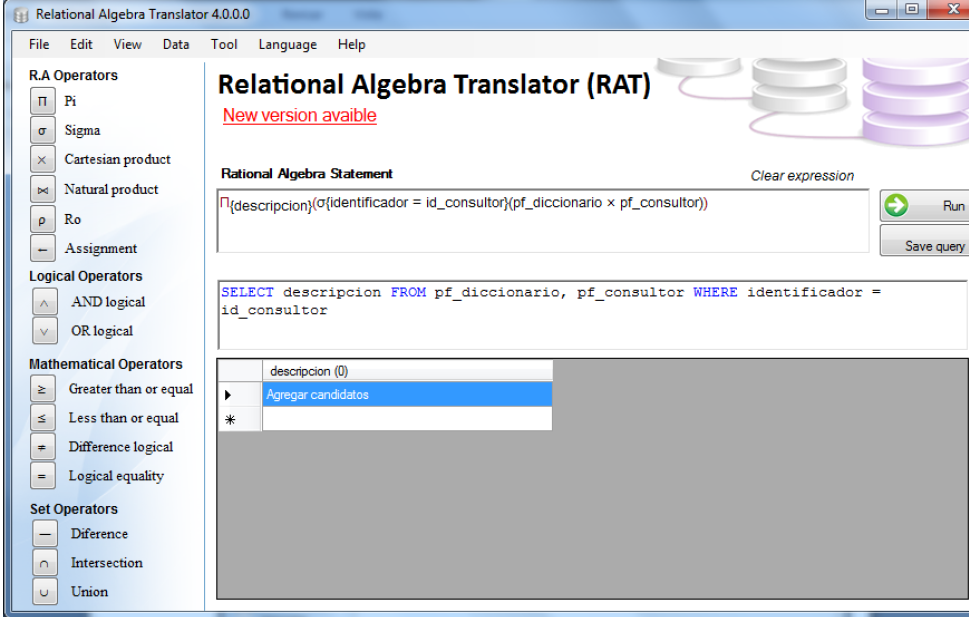 Relational Algebra Translator 4.0.0.0
File Edit View Data Tool Language Help
R.A Operators
Π Pi
σ Sigma
× Cartesian product
⋈ Natural product
ρ Ro
← Assignment
Logical Operators
∧ AND logical
∨ OR logical
Mathematical Operators
≥ Greater than or equal
≤ Less than or equal
≠ Difference logical
= Logical equality
Set Operators
— Diference
∩ Intersection
∪ Union
Relational Algebra Translator (RAT)
New version avaible
Rational Algebra Statement
Clear expression
Π{descripcion}(σ{identificador = id_consultor}(pf_diccionario × pf_consultor))
Run
Save query
SELECT descripcion FROM pf_diccionario, pf_consultor WHERE identificador =
id_consultor
descripcion (0)
Agregar candidatos